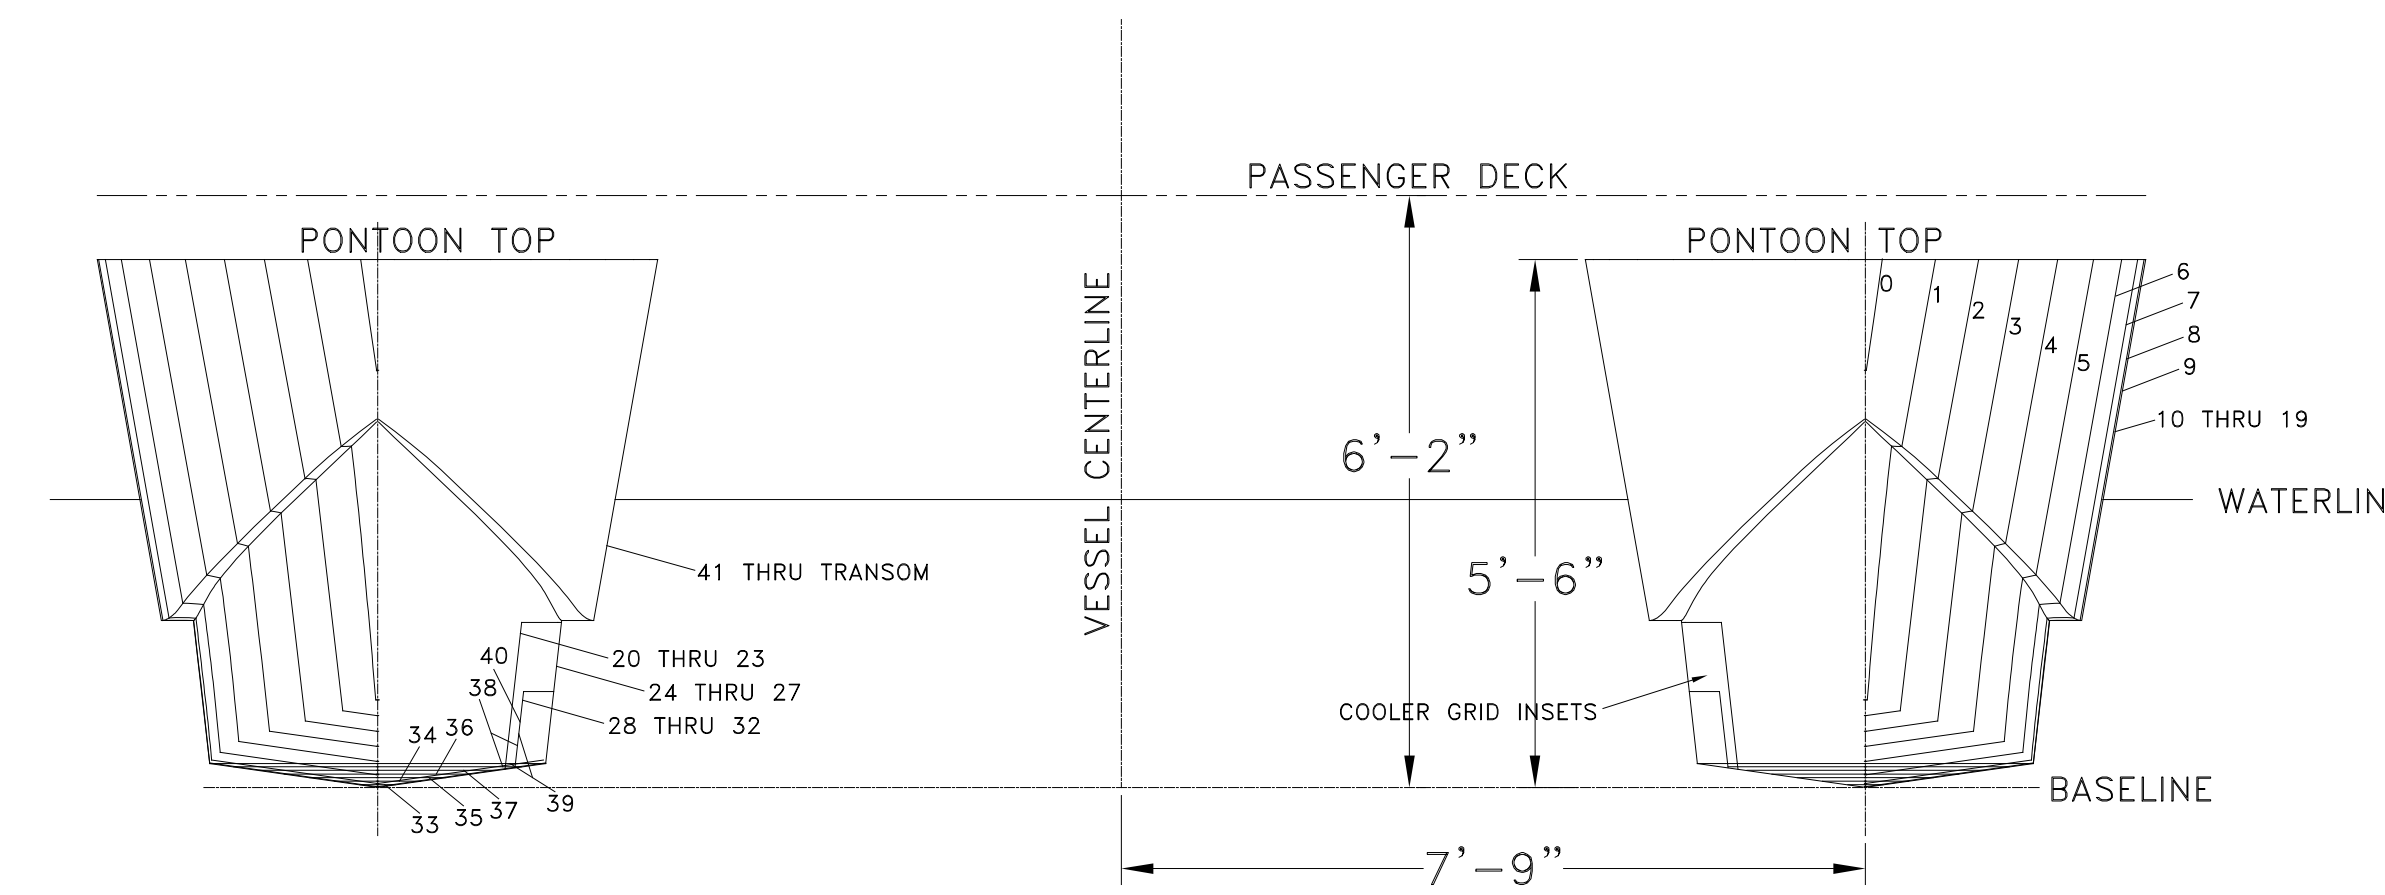 PASSENGER DECK
PONTOON TOP
PONTOON TOP
0
1
2
3
4
5
6
7
8
9
10 THRU 19
VESSEL CENTERLINE
6'-2"
5'-6"
WATERLIN
41 THRU TRANSOM
20 THRU 23
24 THRU 27
28 THRU 32
40
38
34
36
COOLER GRID INSETS
33
35
37
39
BASELINE
7'-9"